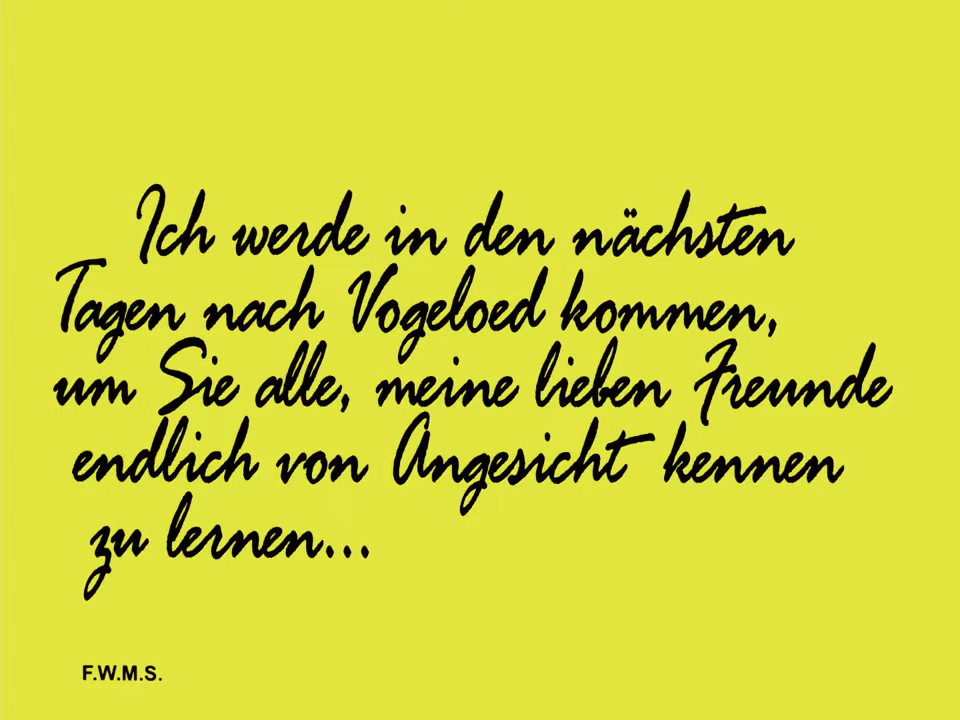 Ich werde in den nächsten
Tagen nach Vogeloed kommen,
um Sie alle, meine lieben Freunde
endlich von Angesicht kennen
zu lernen...
F.W.M.S.